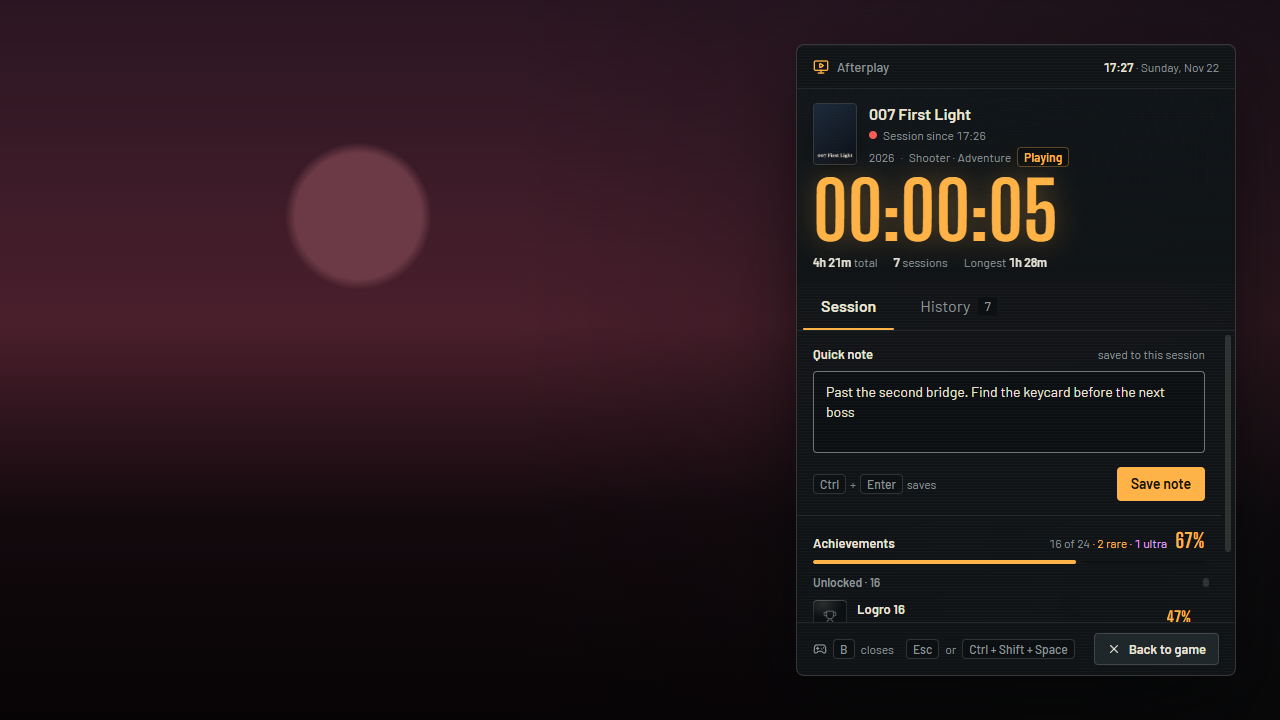 Afterplay
17:27 · Sunday, Nov 22
007 First Light
007 First Light
Session since 17:26
2026 · Shooter · Adventure Playing
00:00:05
4h 21m total 7 sessions Longest 1h 28m
Session History 7
Quick note saved to this session
Past the second bridge. Find the keycard before the next
boss
Ctrl + Enter saves Save note
Achievements 16 of 24 · 2 rare · 1 ultra 67%
Unlocked · 16
Logro 16 47%
B closes Esc or Ctrl + Shift + Space Back to game